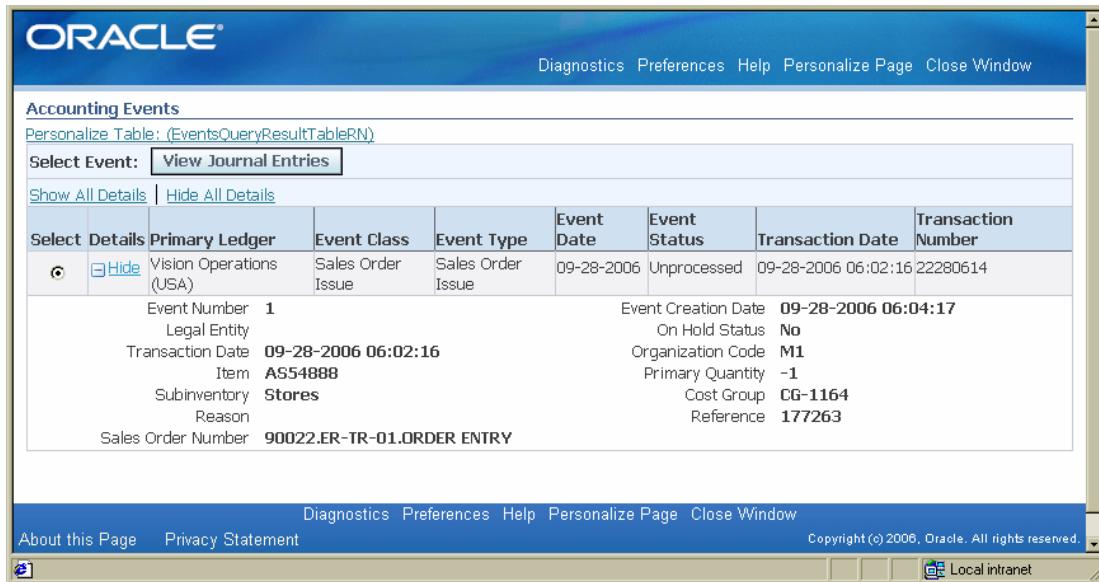 ORACLE®
Diagnostics Preferences Help Personalize Page Close Window
Accounting Events
Personalize Table: (EventsQueryResultTableRN)
Select Event: View Journal Entries
Show All Details | Hide All Details
Select Details Primary Ledger Event Class Event Type Event Date Event Status Transaction Date Transaction Number
Hide Vision Operations (USA) Sales Order Issue Sales Order Issue 09-28-2006 Unprocessed 09-28-2006 06:02:16 22280614
Event Number 1 Event Creation Date 09-28-2006 06:04:17
Legal Entity On Hold Status No
Transaction Date 09-28-2006 06:02:16 Organization Code M1
Item AS54888 Primary Quantity -1
Subinventory Stores Cost Group CG-1164
Reason Reference 177263
Sales Order Number 90022.ER-TR-01.ORDER ENTRY
Diagnostics Preferences Help Personalize Page Close Window
About this Page Privacy Statement Copyright (c) 2006, Oracle. All rights reserved.
Local intranet